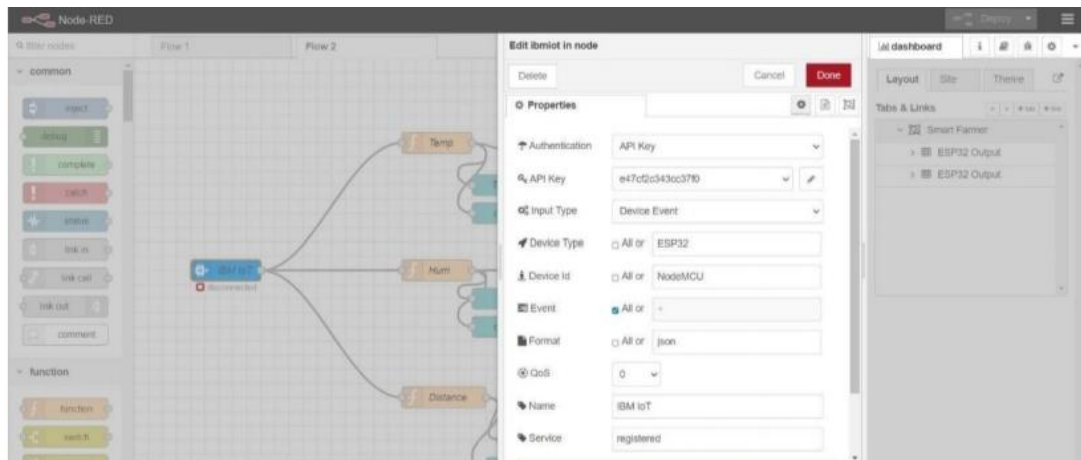 Node-RED
Deploy
filter nodes
Flow 1
Flow 2
Edit ibmiot in node
dashboard
i
Delete
Cancel
Done
Layout
Site
Theme
common
Properties
Tabs & Links
inject
debug
complete
catch
status
link in
link call
link out
comment
function
function
switch
Temp
IBM IoT
disconnected
Hum
Distance
Authentication
API Key
API Key
e47cf2c343cc37f0
Input Type
Device Event
Device Type
All or
ESP32
Device Id
All or
NodeMCU
Event
All or
+
Format
All or
json
QoS
0
Name
IBM IoT
Service
registered
Smart Farmer
ESP32 Output
ESP32 Output